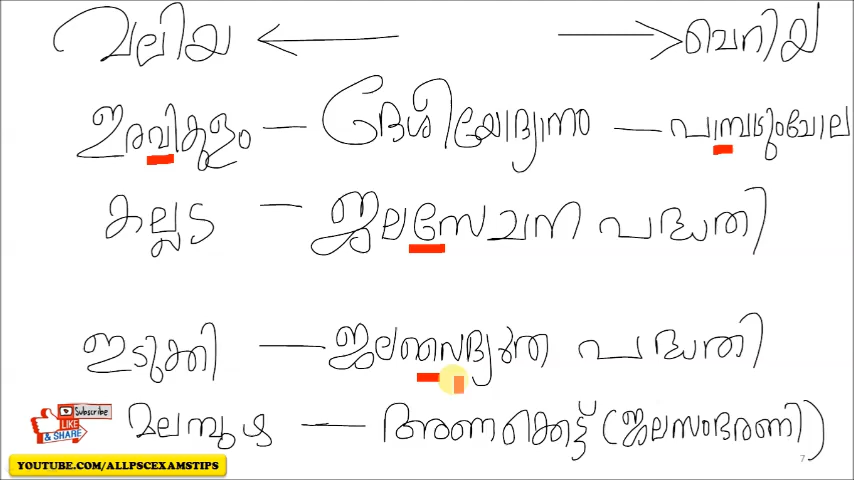 വലിയ ചെറിയ
ഇരവികുളം — ദേശീയോദ്യാനം — പാമ്പാടുംചോല
കല്ലട — ജലസേചന പദ്ധതി
ഇടുക്കി — ജലവൈദ്യുത പദ്ധതി
മലമ്പുഴ — അണക്കെട്ട് (ജലസംഭരണി)
Subscribe
LIKE
& SHARE
YOUTUBE.COM/ALLPSCEXAMSTIPS
7